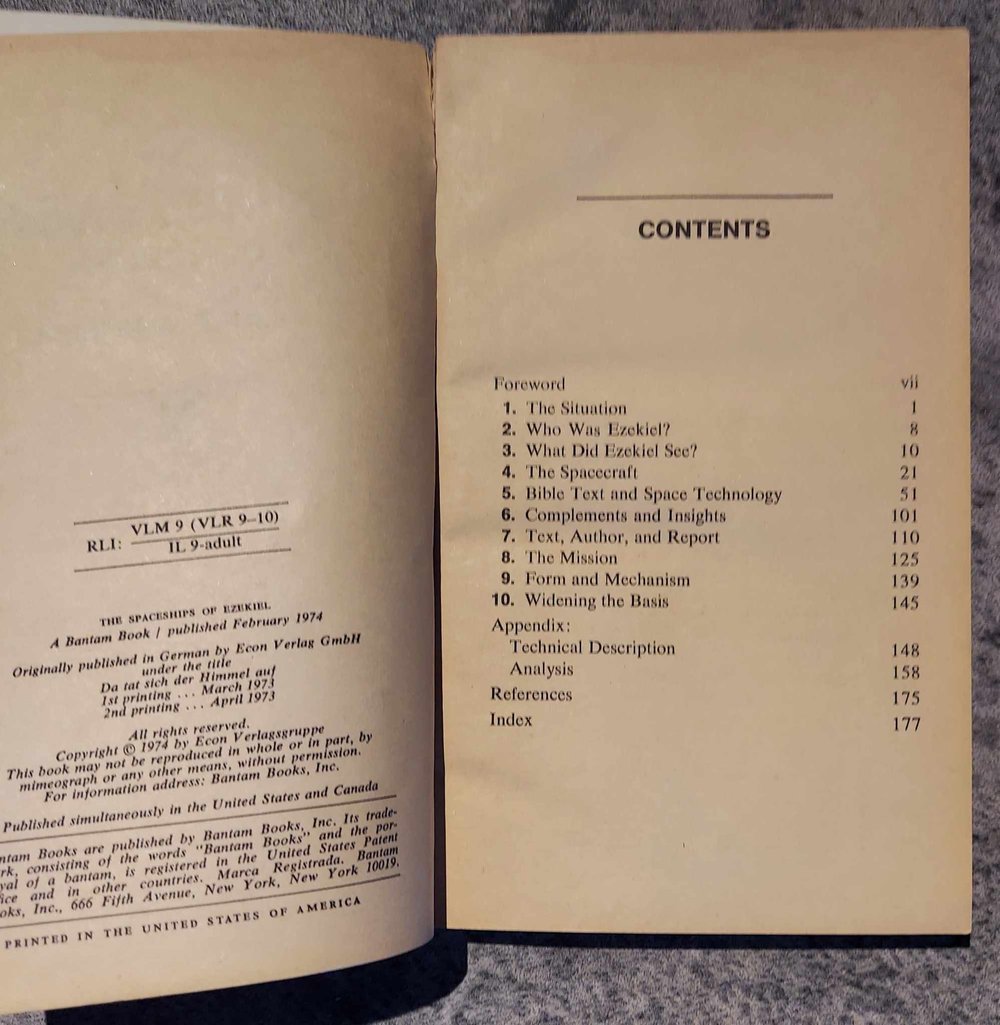 VLM 9 (VLR 9–10)
RLI:
IL 9-adult
THE SPACESHIPS OF EZEKIEL
A Bantam Book / published February 1974
Originally published in German by Econ Verlag GmbH
under the title
Da tat sich der Himmel auf
1st printing ... March 1973
2nd printing ... April 1973
All rights reserved.
Copyright © 1974 by Econ Verlagsgruppe
This book may not be reproduced in whole or in part, by
mimeograph or any other means, without permission.
For information address: Bantam Books, Inc.
Published simultaneously in the United States and Canada
ntam Books are published by Bantam Books, Inc. Its trade-
rk, consisting of the words "Bantam Books" and the por-
yal of a bantam, is registered in the United States Patent
fice and in other countries. Marca Registrada. Bantam
oks, Inc., 666 Fifth Avenue, New York, New York 10019.
PRINTED IN THE UNITED STATES OF AMERICA
CONTENTS
Foreword vii
1. The Situation 1
2. Who Was Ezekiel? 8
3. What Did Ezekiel See? 10
4. The Spacecraft 21
5. Bible Text and Space Technology 51
6. Complements and Insights 101
7. Text, Author, and Report 110
8. The Mission 125
9. Form and Mechanism 139
10. Widening the Basis 145
Appendix:
Technical Description 148
Analysis 158
References 175
Index 177